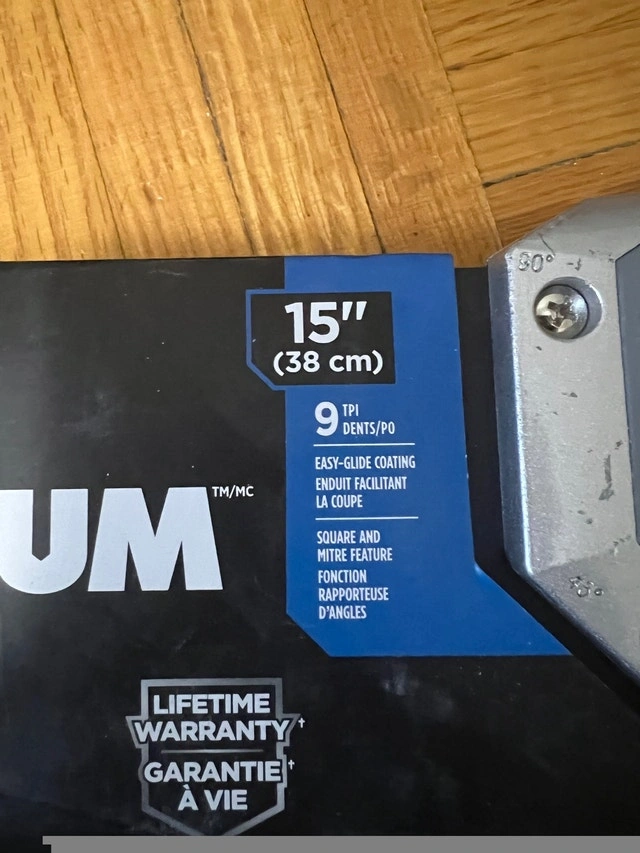 90°
15"
(38 cm)
9 TPI
DENTS/PO
EASY-GLIDE COATING
ENDUIT FACILITANT
LA COUPE
UM TM/MC
SQUARE AND
MITRE FEATURE
FONCTION
RAPPORTEUSE
D'ANGLES
45°
LIFETIME
WARRANTY†
GARANTIE†
À VIE